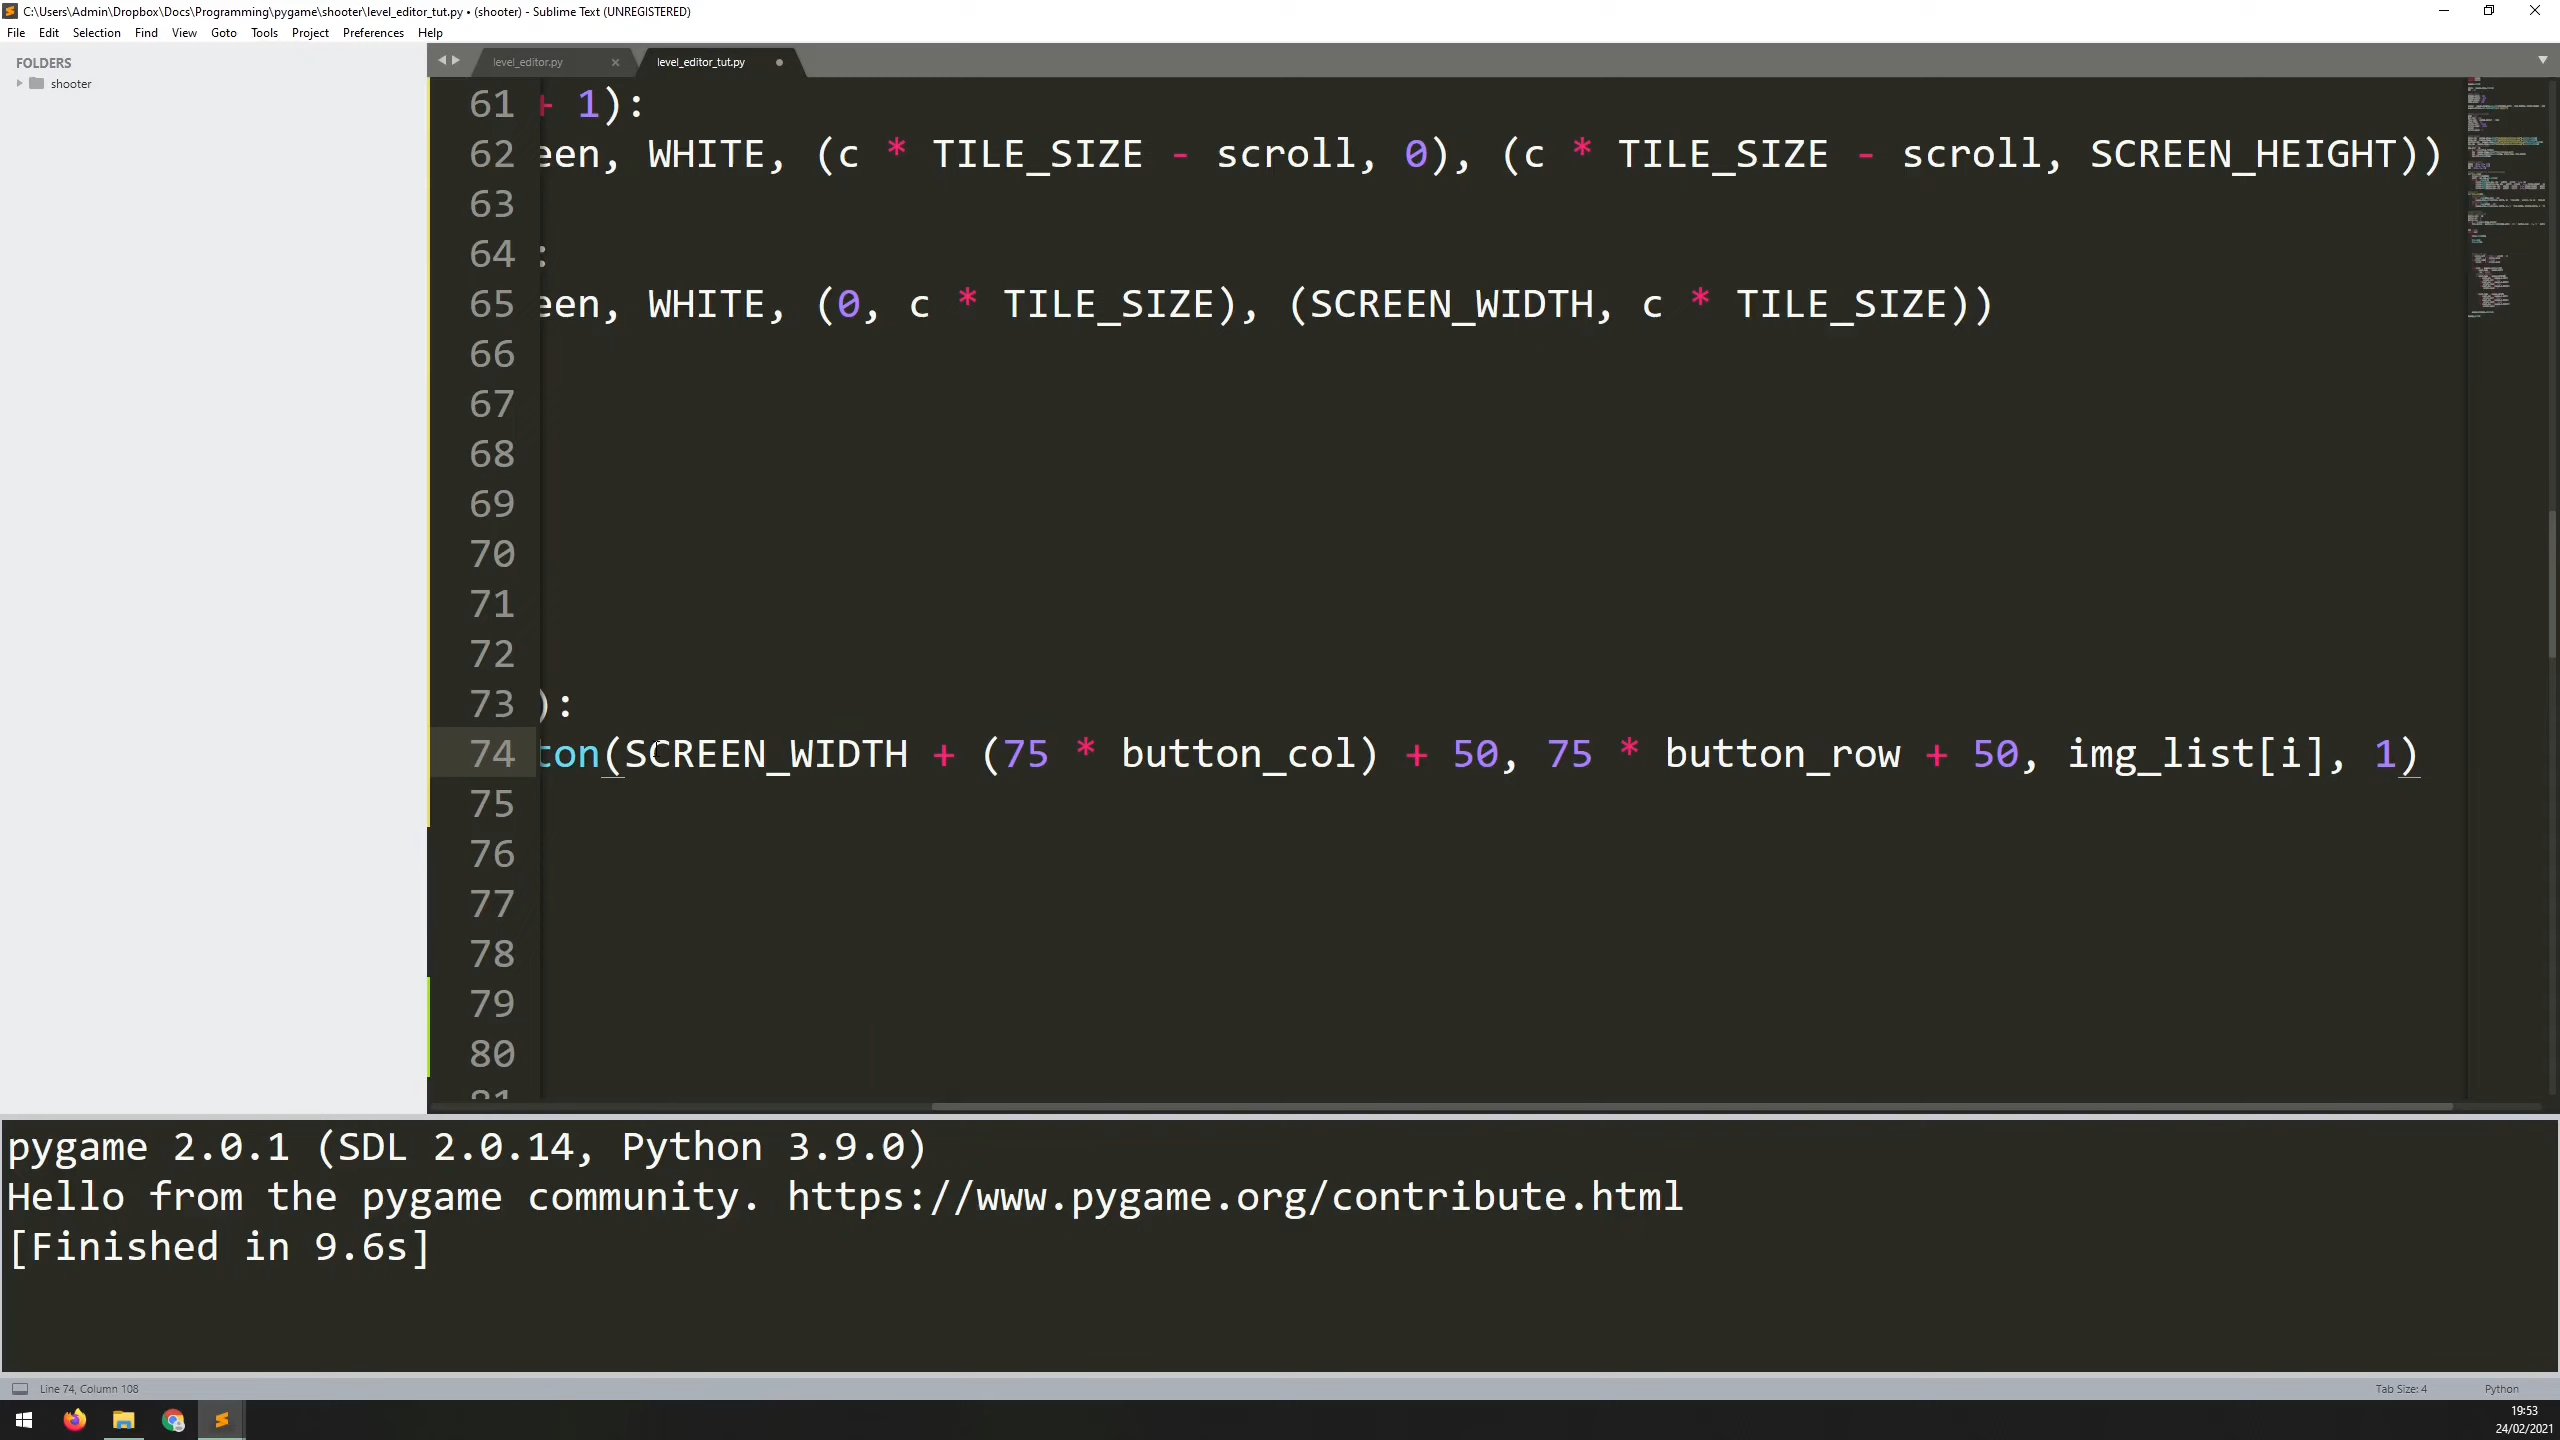 C:\Users\Admin\Dropbox\Docs\Programming\pygame\shooter\level_editor_tut.py • (shooter) - Sublime Text (UNREGISTERED)
File Edit Selection Find View Goto Tools Project Preferences Help
FOLDERS
shooter
level_editor.py
level_editor_tut.py
61 + 1):
62 een, WHITE, (c * TILE_SIZE - scroll, 0), (c * TILE_SIZE - scroll, SCREEN_HEIGHT))
63
64 :
65 een, WHITE, (0, c * TILE_SIZE), (SCREEN_WIDTH, c * TILE_SIZE))
66
67
68
69
70
71
72
73 ):
74 ton(SCREEN_WIDTH + (75 * button_col) + 50, 75 * button_row + 50, img_list[i], 1)
75
76
77
78
79
80
81
pygame 2.0.1 (SDL 2.0.14, Python 3.9.0)
Hello from the pygame community. https://www.pygame.org/contribute.html
[Finished in 9.6s]
Line 74, Column 108
Tab Size: 4
Python
19:53
24/02/2021